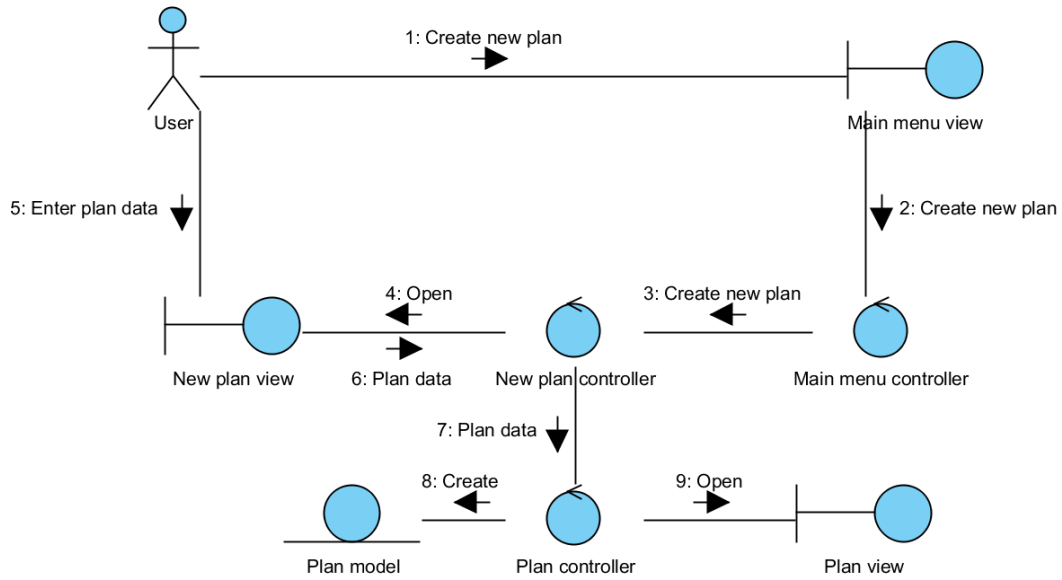 1: Create new plan
User
Main menu view
5: Enter plan data
2: Create new plan
4: Open
3: Create new plan
New plan view
6: Plan data
New plan controller
Main menu controller
7: Plan data
8: Create
9: Open
Plan model
Plan controller
Plan view